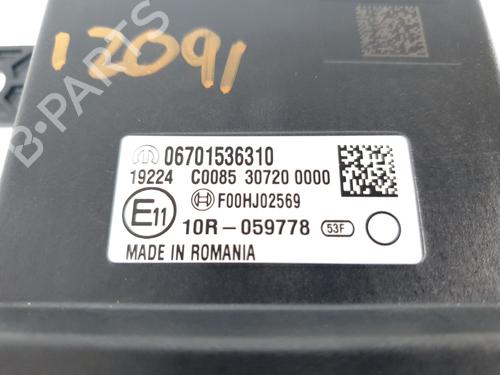 12091
06701536310
19224 C0085 30720 0000
F00HJ02569
E11
10R-059778 53F
MADE IN ROMANIA
B-PARTS